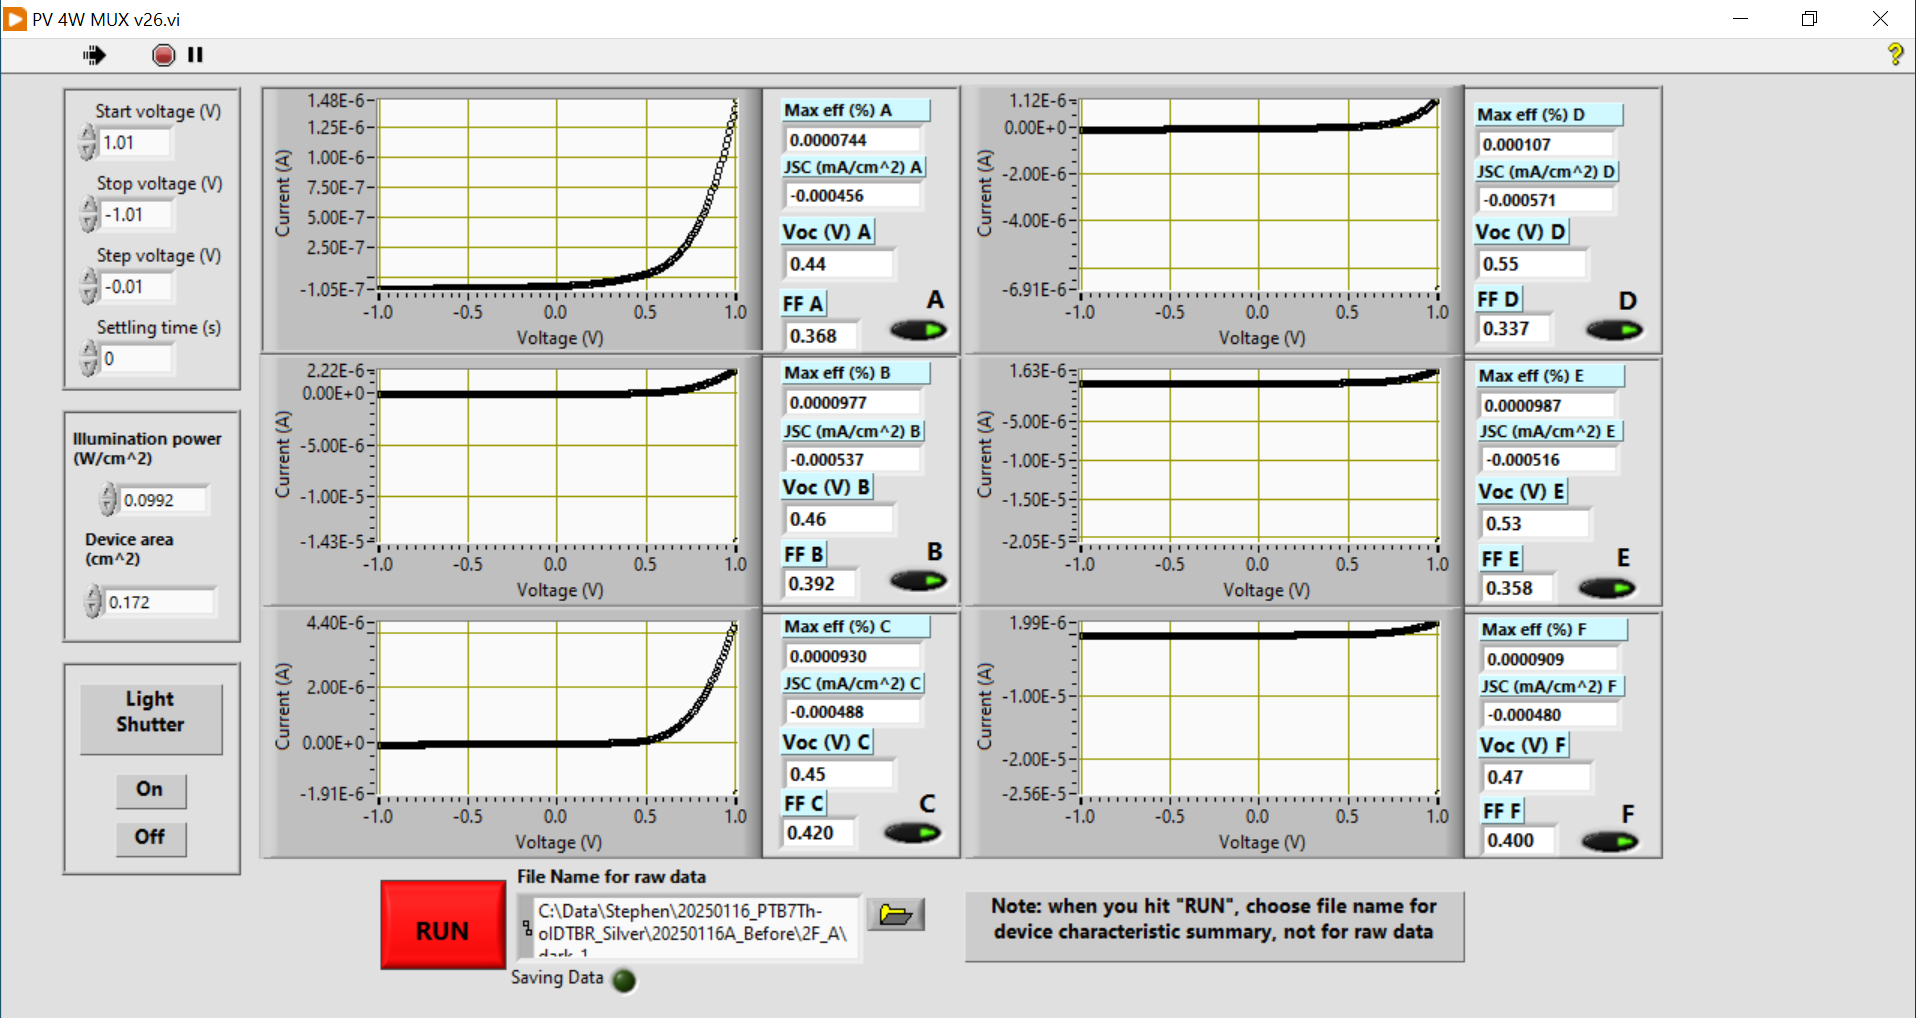 PV 4W MUX v26.vi
Start voltage (V)
1.01
Stop voltage (V)
-1.01
Step voltage (V)
-0.01
Settling time (s)
0
Illumination power
(W/cm^2)
0.0992
Device area
(cm^2)
0.172
Light
Shutter
On
Off
1.48E-6
1.25E-6
1.00E-6
7.50E-7
5.00E-7
2.50E-7
-1.05E-7
Current (A)
-1.0 -0.5 0.0 0.5 1.0
Voltage (V)
Max eff (%) A
0.0000744
JSC (mA/cm^2) A
-0.000456
Voc (V) A
0.44
FF A
0.368
A
1.12E-6
0.00E+0
-2.00E-6
-4.00E-6
-6.91E-6
Current (A)
-1.0 -0.5 0.0 0.5 1.0
Voltage (V)
Max eff (%) D
0.000107
JSC (mA/cm^2) D
-0.000571
Voc (V) D
0.55
FF D
0.337
D
2.22E-6
0.00E+0
-5.00E-6
-1.00E-5
-1.43E-5
Current (A)
-1.0 -0.5 0.0 0.5 1.0
Voltage (V)
Max eff (%) B
0.0000977
JSC (mA/cm^2) B
-0.000537
Voc (V) B
0.46
FF B
0.392
B
1.63E-6
-5.00E-6
-1.00E-5
-1.50E-5
-2.05E-5
Current (A)
-1.0 -0.5 0.0 0.5 1.0
Voltage (V)
Max eff (%) E
0.0000987
JSC (mA/cm^2) E
-0.000516
Voc (V) E
0.53
FF E
0.358
E
4.40E-6
2.00E-6
0.00E+0
-1.91E-6
Current (A)
-1.0 -0.5 0.0 0.5 1.0
Voltage (V)
Max eff (%) C
0.0000930
JSC (mA/cm^2) C
-0.000488
Voc (V) C
0.45
FF C
0.420
C
1.99E-6
-1.00E-5
-2.00E-5
-2.56E-5
Current (A)
-1.0 -0.5 0.0 0.5 1.0
Voltage (V)
Max eff (%) F
0.0000909
JSC (mA/cm^2) F
-0.000480
Voc (V) F
0.47
FF F
0.400
F
RUN
File Name for raw data
C:\Data\Stephen\20250116_PTB7Th-
oIDTBR_Silver\20250116A_Before\2F_A\
dark_1
Saving Data
Note: when you hit "RUN", choose file name for
device characteristic summary, not for raw data